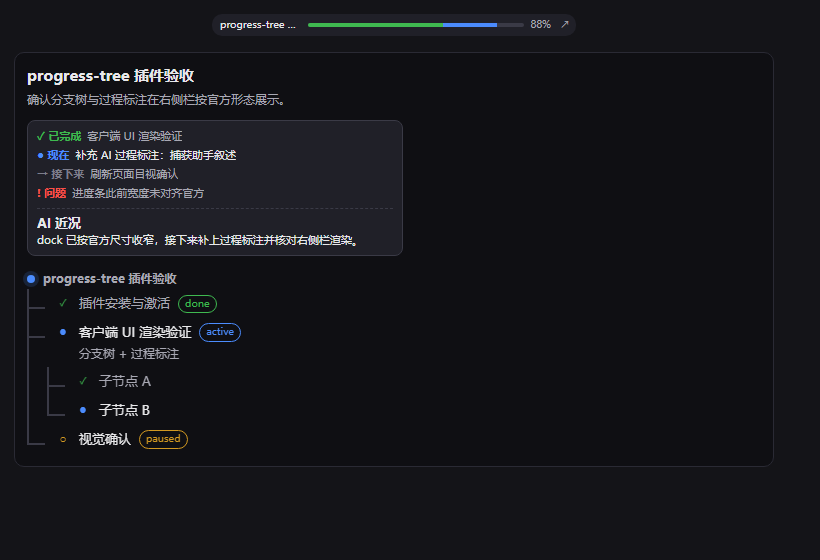 progress-tree ... 88% ↗
progress-tree 插件验收
确认分支树与过程标注在右侧栏按官方形态展示。
✓ 已完成 客户端 UI 渲染验证
● 现在 补充 AI 过程标注：捕获助手叙述
→ 接下来 刷新页面目视确认
! 问题 进度条此前宽度未对齐官方
AI 近况
dock 已按官方尺寸收窄，接下来补上过程标注并核对右侧栏渲染。
progress-tree 插件验收
✓ 插件安装与激活 done
● 客户端 UI 渲染验证 active
分支树 + 过程标注
✓ 子节点 A
● 子节点 B
○ 视觉确认 paused